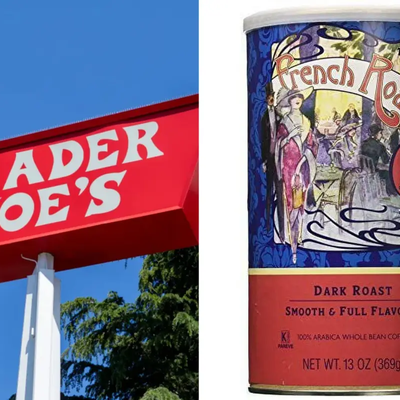 ADER
OE'S
French Roa
DARK ROAST
SMOOTH & FULL FLAVO
K
PAREVE
100% ARABICA WHOLE BEAN COF
NET WT. 13 OZ (369g